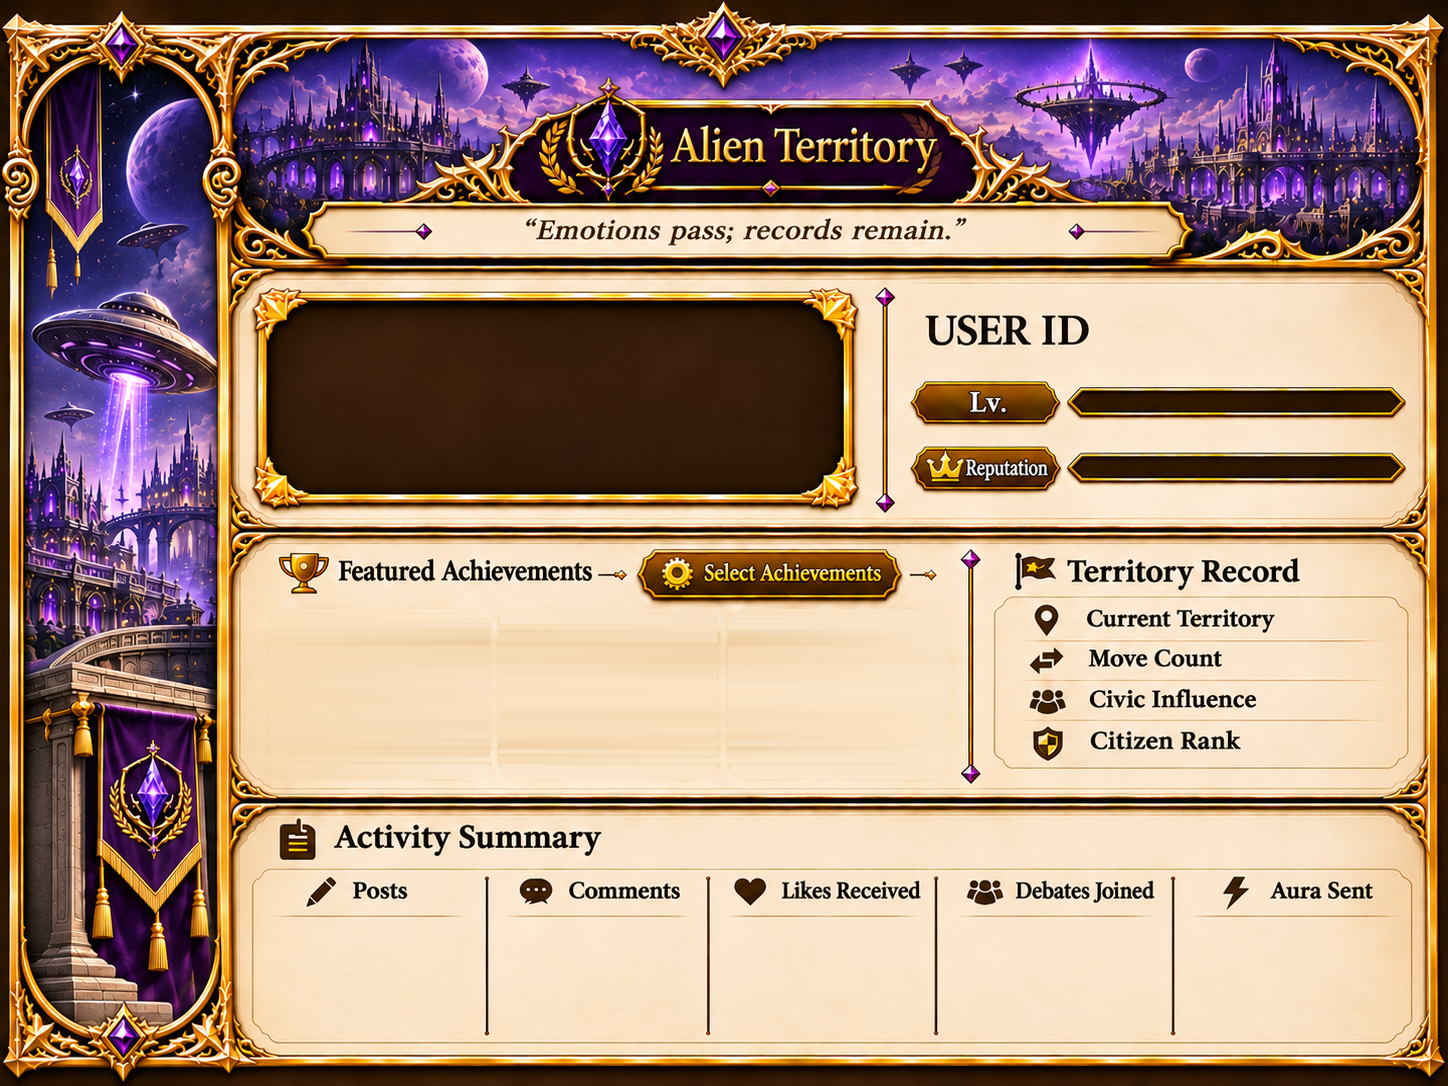 Alien Territory
“Emotions pass; records remain.”
USER ID
Lv.
Reputation
Featured Achievements
Select Achievements
Territory Record
Current Territory
Move Count
Civic Influence
Citizen Rank
Activity Summary
Posts
Comments
Likes Received
Debates Joined
Aura Sent